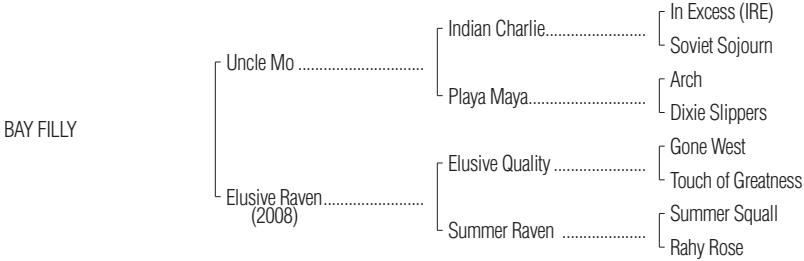 In Excess (IRE)
Indian Charlie.......................
Soviet Sojourn
Uncle Mo .............................
Arch
Playa Maya...........................
Dixie Slippers
BAY FILLY
Gone West
Elusive Quality .....................
Touch of Greatness
Elusive Raven.......................
(2008)
Summer Squall
Summer Raven ....................
Rahy Rose